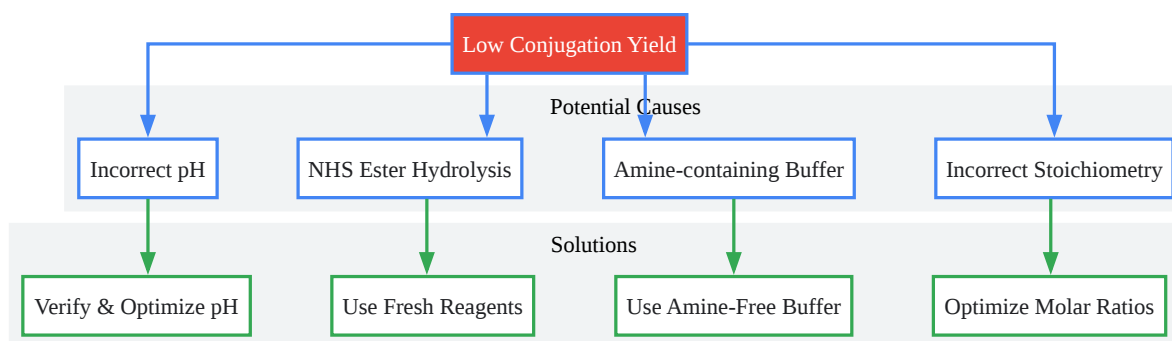 Low Conjugation Yield
Potential Causes
Incorrect pH
NHS Ester Hydrolysis
Amine-containing Buffer
Incorrect Stoichiometry
Solutions
Verify & Optimize pH
Use Fresh Reagents
Use Amine-Free Buffer
Optimize Molar Ratios